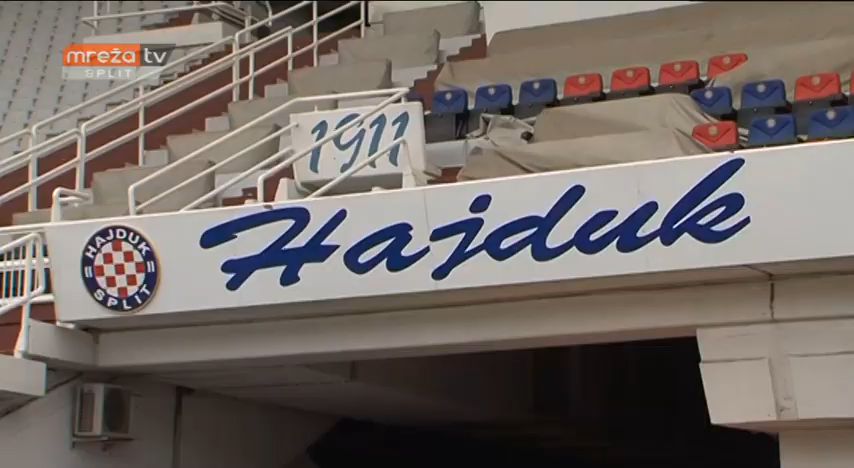 mreža tv
SPLIT
1911
Hajduk
HAJDUK
SPLIT